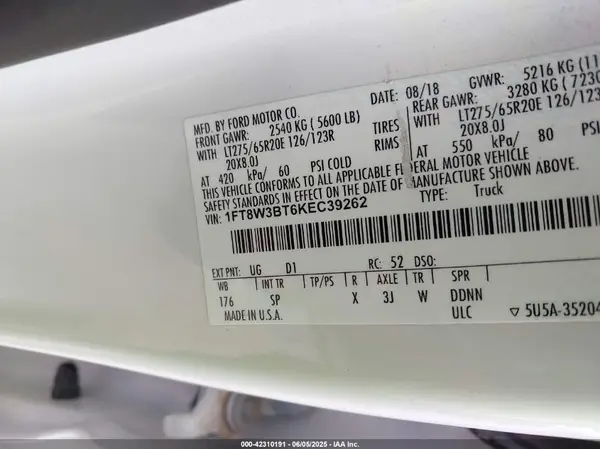 MFD. BY FORD MOTOR CO. DATE: 08/18 GVWR: 5216 KG (11
FRONT GAWR: 2540 KG ( 5600 LB) REAR GAWR: 3280 KG ( 7230
WITH LT275/65R20E 126/123R TIRES WITH LT275/65R20E 126/123
20X8.0J RIMS 20X8.0J
AT 420 kPa/ 60 PSI COLD AT 550 kPa/ 80 P
THIS VEHICLE CONFORMS TO ALL APPLICABLE FEDERAL MOTOR VEHICLE
SAFETY STANDARDS IN EFFECT ON THE DATE OF MANUFACTURE SHOWN ABOVE.
VIN: 1FT8W3BT6KEC39262 TYPE: Truck
EXT PNT: UG D1 RC: 52 DSO:
WB INT TR TP/PS R AXLE TR SPR
176 SP X 3J W DDNN
MADE IN U.S.A. ULC ▽ 5U5A-35204
000-42310191 - 06/05/2025 - IAA Inc.